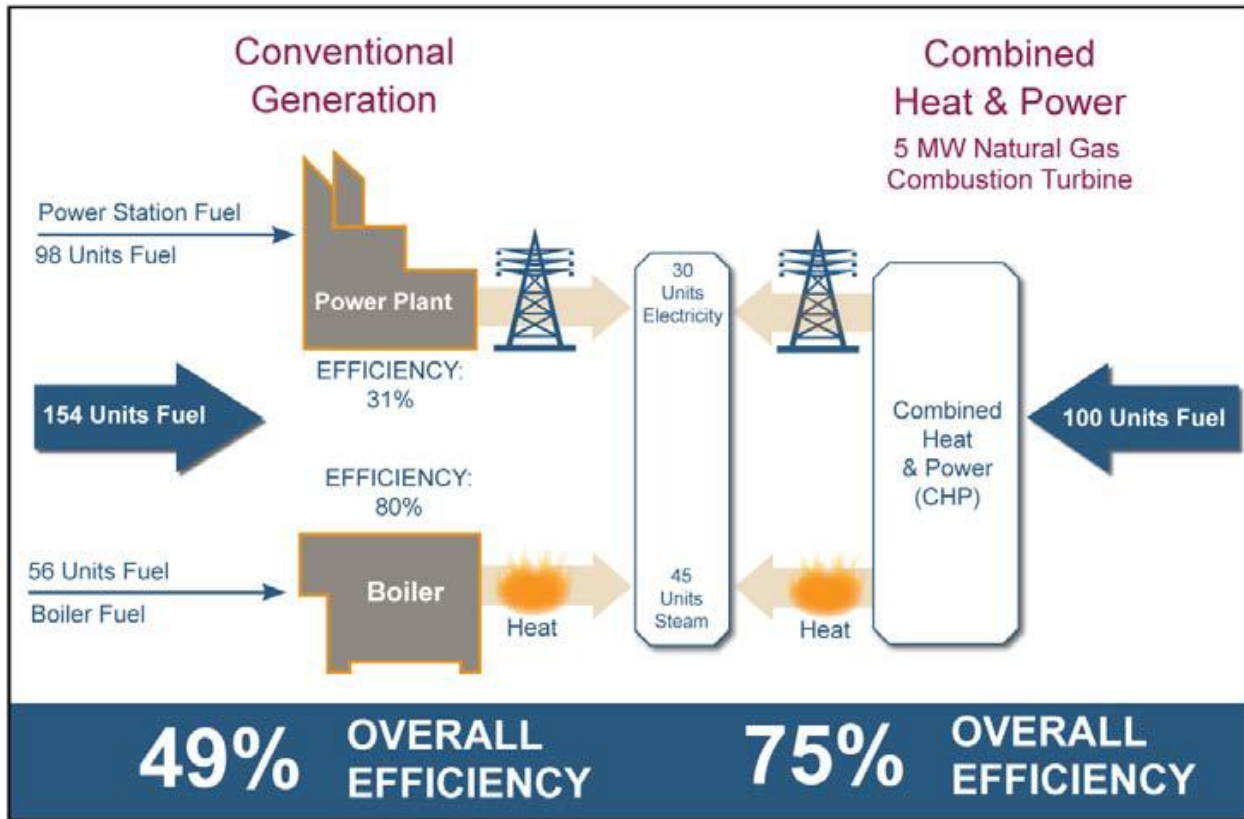 Conventional
Generation
Combined
Heat & Power
5 MW Natural Gas
Combustion Turbine
Power Station Fuel
98 Units Fuel
Power Plant
EFFICIENCY:
31%
30
Units
Electricity
154 Units Fuel
Combined
Heat
& Power
(CHP)
100 Units Fuel
EFFICIENCY:
80%
56 Units Fuel
Boiler Fuel
Boiler
Heat
45
Units
Steam
Heat
49% OVERALL
EFFICIENCY
75% OVERALL
EFFICIENCY